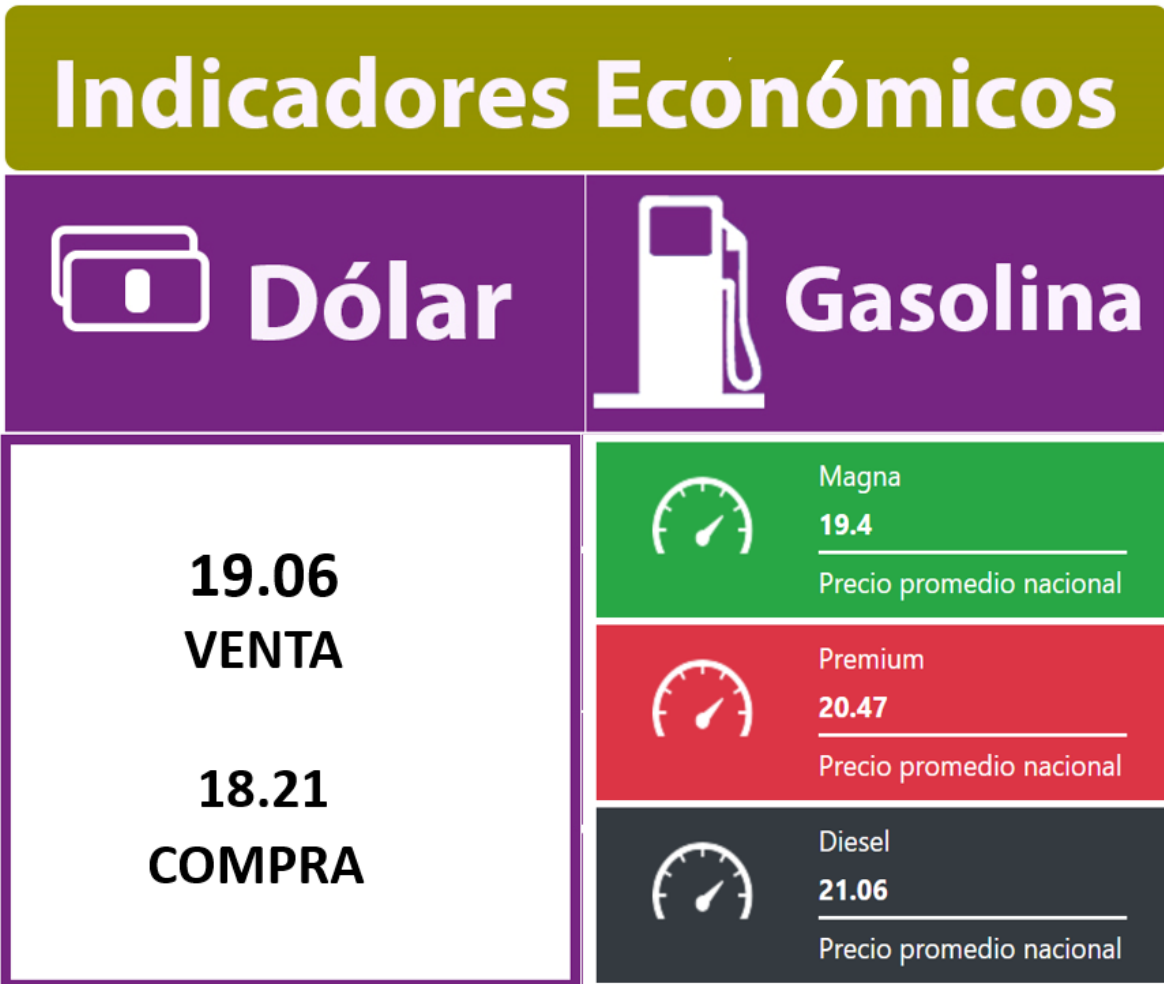 Indicadores Económicos
Dólar
Gasolina
19.06
VENTA
18.21
COMPRA
Magna
19.4
Precio promedio nacional
Premium
20.47
Precio promedio nacional
Diesel
21.06
Precio promedio nacional